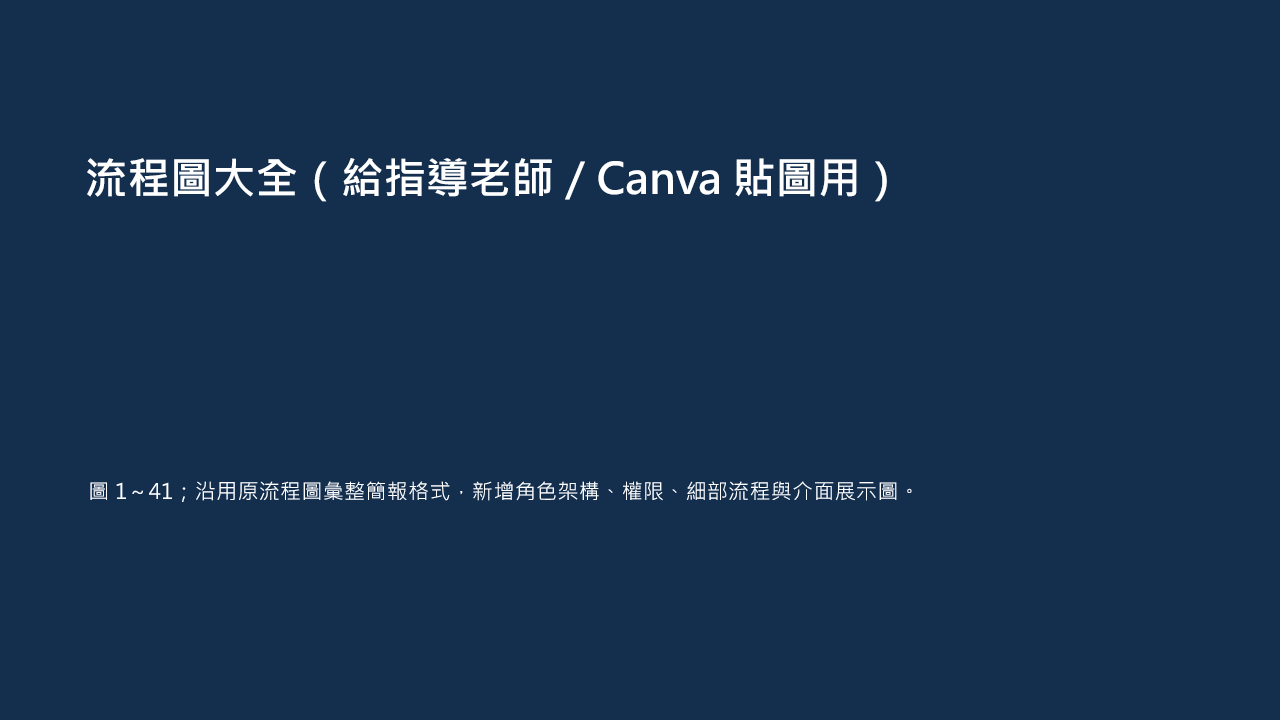 流程圖大全（給指導老師 / Canva 貼圖用）
圖 1~41；沿用原流程圖彙整簡報格式，新增角色架構、權限、細部流程與介面展示圖。